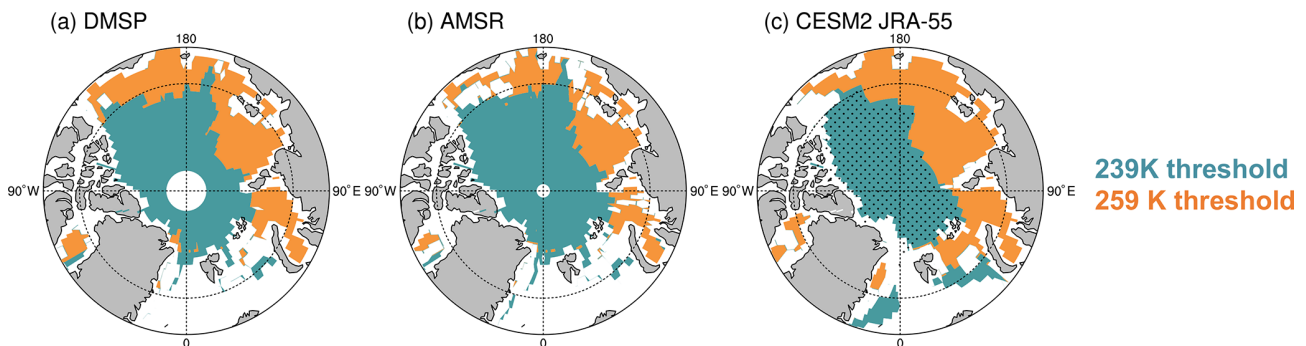 (a) DMSP
(b) AMSR
(c) CESM2 JRA-55
180
180
180
90°W
90°E
90°W
90°E
90°W
90°E
239K threshold
259 K threshold
0
0
0